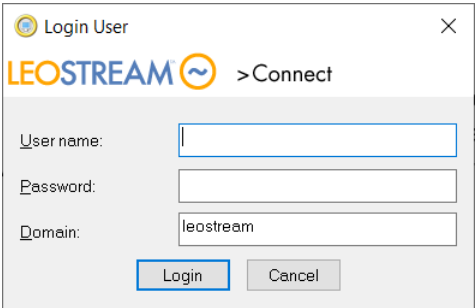 Login User
LEOSTREAM >Connect
User name:
Password:
Domain: leostream
Login Cancel